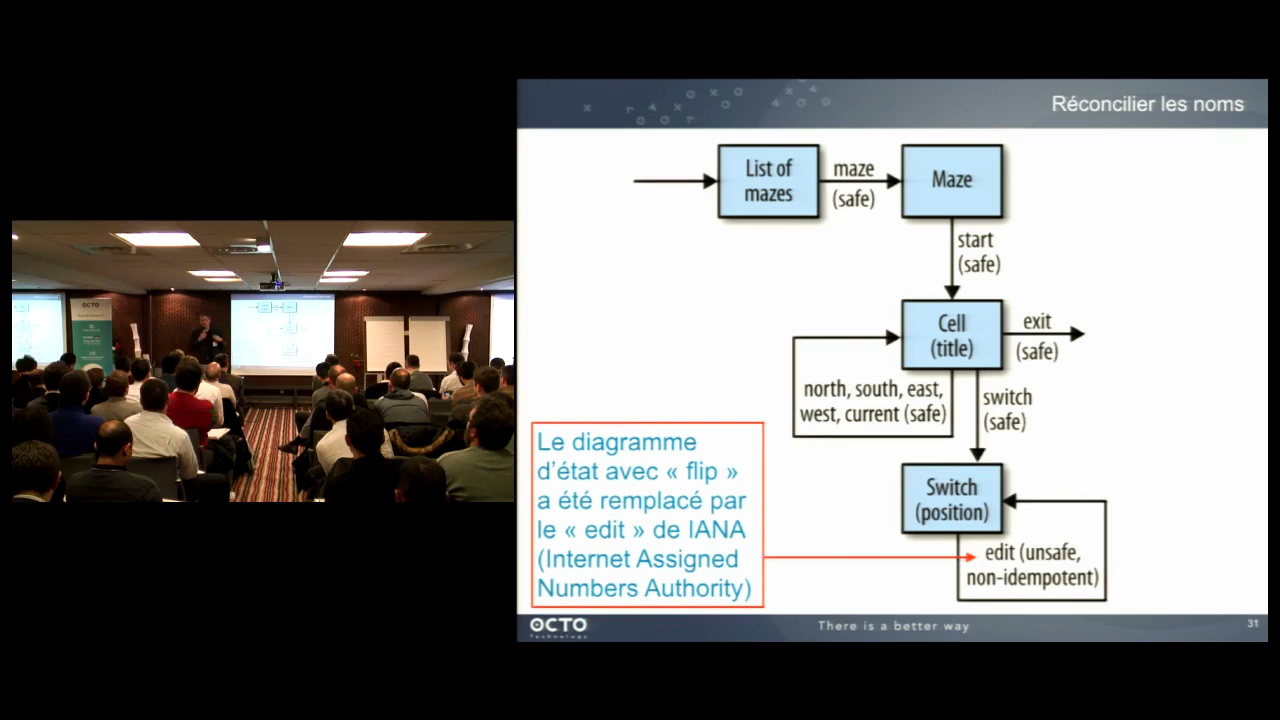 Réconcilier les noms
List of
mazes
maze
(safe)
Maze
start
(safe)
Cell
(title)
exit
(safe)
north, south, east,
west, current (safe)
switch
(safe)
Switch
(position)
edit (unsafe,
non-idempotent)
Le diagramme
d'état avec « flip »
a été remplacé par
le « edit » de IANA
(Internet Assigned
Numbers Authority)
OCTO
Technology
There is a better way
31
OCTO